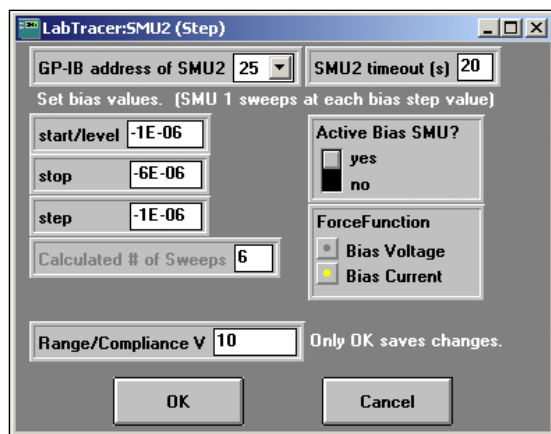 LabTracer:SMU2 (Step)
GP-IB address of SMU2 25
SMU2 timeout (s) 20
Set bias values. (SMU 1 sweeps at each bias step value)
start/level -1E-06
stop -6E-06
step -1E-06
Calculated # of Sweeps 6
Active Bias SMU?
yes
no
ForceFunction
Bias Voltage
Bias Current
Range/Compliance V 10
Only OK saves changes.
OK
Cancel